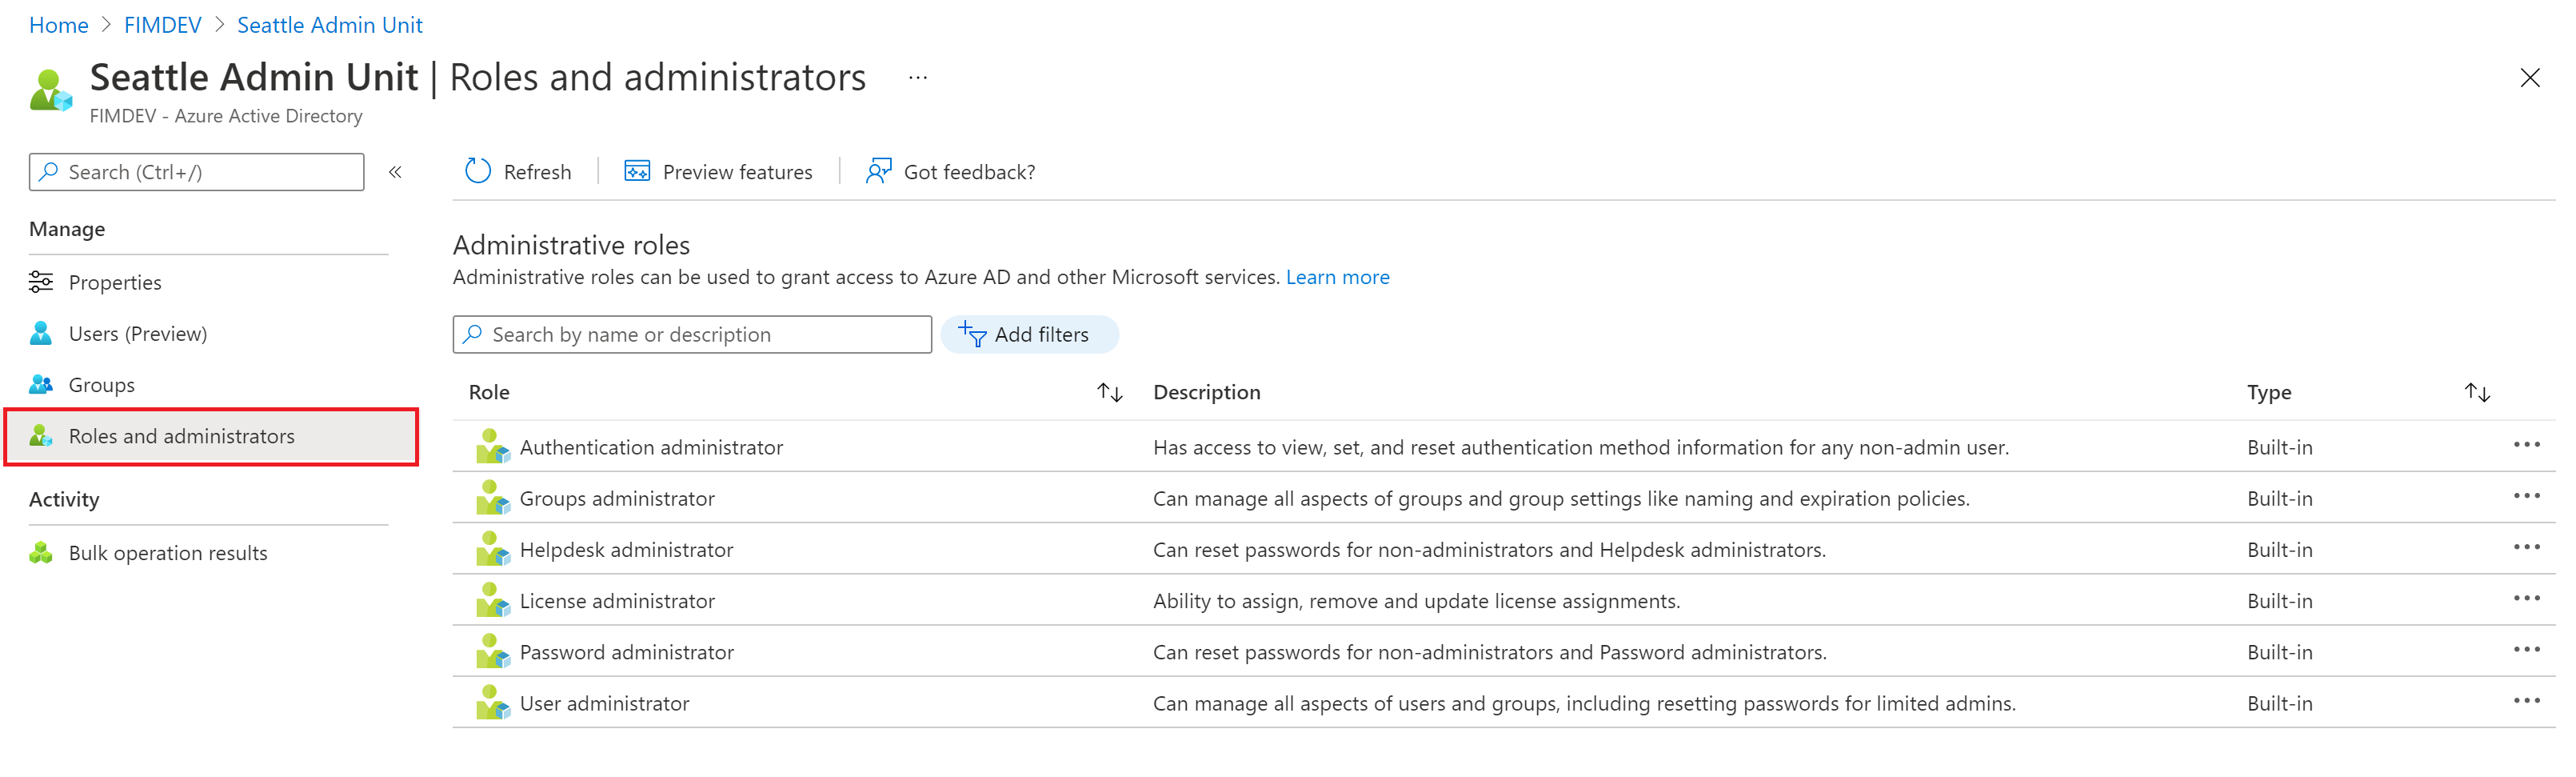 Home > FIMDEV > Seattle Admin Unit
Seattle Admin Unit | Roles and administrators ...
FIMDEV - Azure Active Directory
Search (Ctrl+/) «
Refresh | Preview features | Got feedback?
Manage
Properties
Users (Preview)
Groups
Roles and administrators
Activity
Bulk operation results
Administrative roles
Administrative roles can be used to grant access to Azure AD and other Microsoft services. Learn more
Search by name or description Add filters
Role Description Type
Authentication administrator Has access to view, set, and reset authentication method information for any non-admin user. Built-in ...
Groups administrator Can manage all aspects of groups and group settings like naming and expiration policies. Built-in ...
Helpdesk administrator Can reset passwords for non-administrators and Helpdesk administrators. Built-in ...
License administrator Ability to assign, remove and update license assignments. Built-in ...
Password administrator Can reset passwords for non-administrators and Password administrators. Built-in ...
User administrator Can manage all aspects of users and groups, including resetting passwords for limited admins. Built-in ...